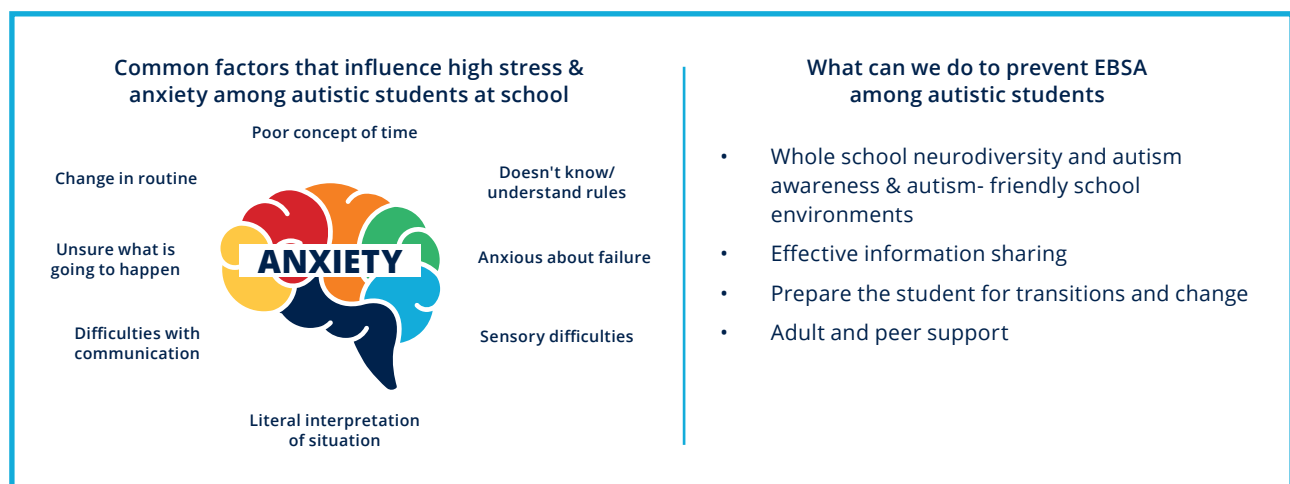 Common factors that influence high stress &
anxiety among autistic students at school
Poor concept of time
Change in routine
Doesn't know/
understand rules
Unsure what is
going to happen
ANXIETY
Anxious about failure
Difficulties with
communication
Sensory difficulties
Literal interpretation
of situation
What can we do to prevent EBSA
among autistic students
• Whole school neurodiversity and autism
awareness & autism- friendly school
environments
• Effective information sharing
• Prepare the student for transitions and change
• Adult and peer support